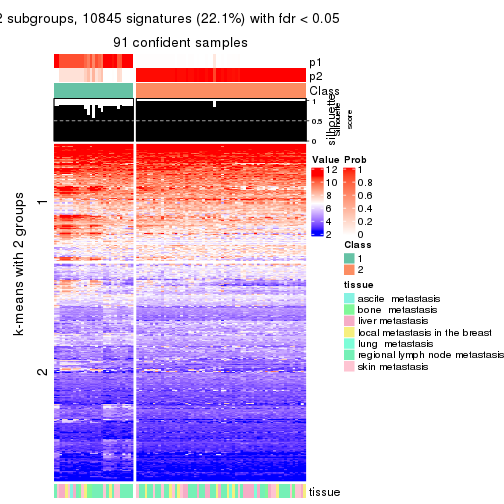 2 subgroups, 10845 signatures (22.1%) with fdr < 0.05
91 confident samples
p1
p2
Class
1
0.5
0
silhouette
Silhouette
score
k-means with 2 groups
1
2
Value
12
10
8
6
4
2
Prob
1
0.8
0.6
0.4
0.2
0
Class
1
2
tissue
ascite metastasis
bone metastasis
liver metastasis
local metastasis in the breast
lung metastasis
regional lymph node metastasis
skin metastasis
tissue